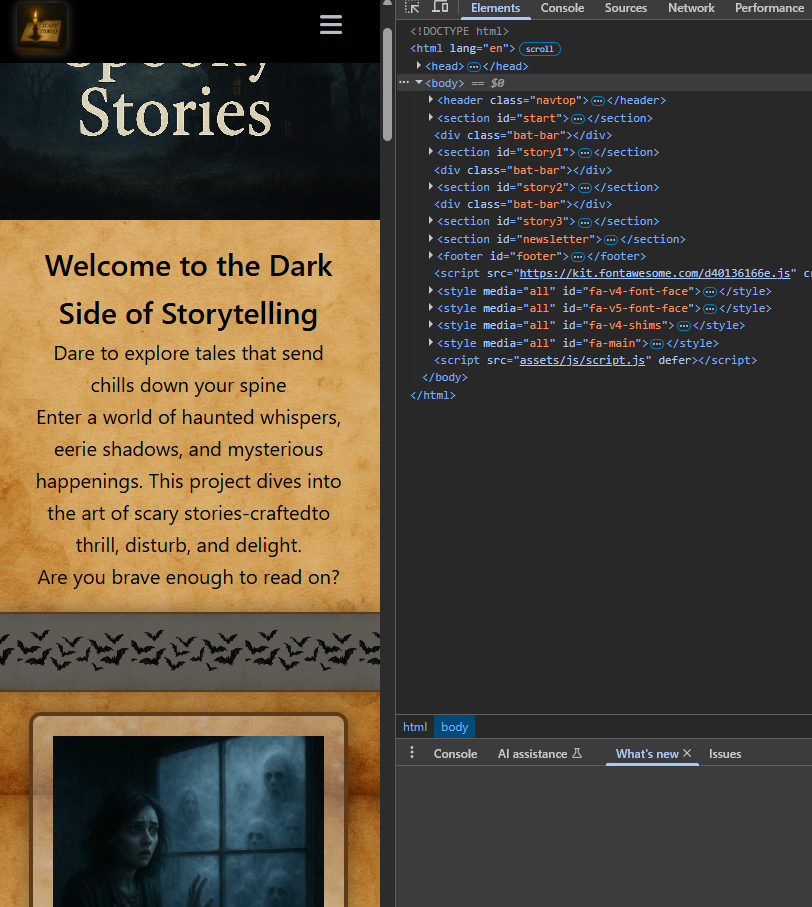 SCARY
STORIES
Spooky
Stories
Welcome to the Dark
Side of Storytelling
Dare to explore tales that send
chills down your spine
Enter a world of haunted whispers,
eerie shadows, and mysterious
happenings. This project dives into
the art of scary stories-craftedto
thrill, disturb, and delight.
Are you brave enough to read on?
Elements Console Sources Network Performance
<!DOCTYPE html>
<html lang="en"> scroll
<head> ... </head>
... <body> == $0
<header class="navtop"> ... </header>
<section id="start"> ... </section>
<div class="bat-bar"></div>
<section id="story1"> ... </section>
<div class="bat-bar"></div>
<section id="story2"> ... </section>
<div class="bat-bar"></div>
<section id="story3"> ... </section>
<section id="newsletter"> ... </section>
<footer id="footer"> ... </footer>
<script src="https://kit.fontawesome.com/d40136166e.js" cr
<style media="all" id="fa-v4-font-face"> ... </style>
<style media="all" id="fa-v5-font-face"> ... </style>
<style media="all" id="fa-v4-shims"> ... </style>
<style media="all" id="fa-main"> ... </style>
<script src="assets/js/script.js" defer></script>
</body>
</html>
html body
Console AI assistance What's new Issues